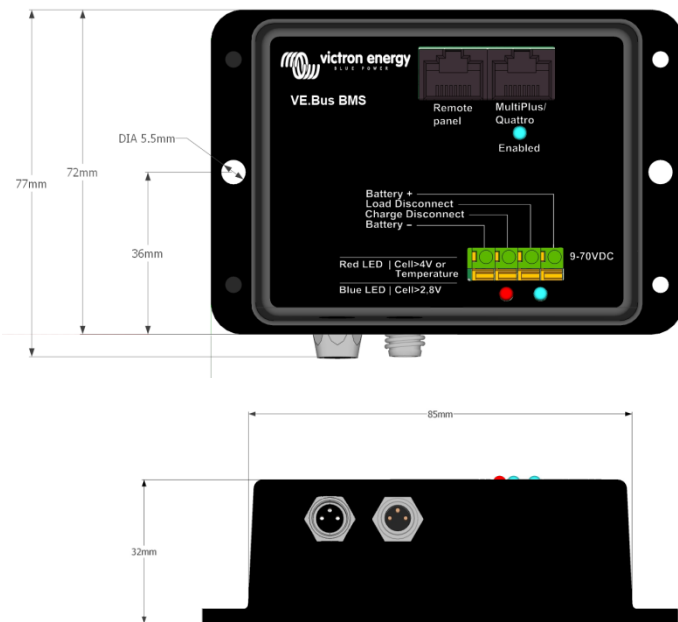 victron energy
BLUE POWER
VE.Bus BMS
Remote
panel
MultiPlus/
Quattro
Enabled
DIA 5.5mm
77mm
72mm
36mm
Battery +
Load Disconnect
Charge Disconnect
Battery −
9-70VDC
Red LED | Cell>4V or
Temperature
Blue LED | Cell>2,8V
85mm
32mm